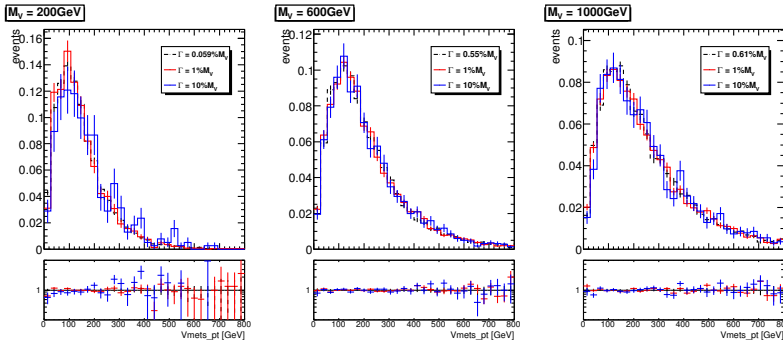 M_V = 200GeV
events
0.16
0.14
0.12
0.1
0.08
0.06
0.04
0.02
0
Γ = 0.059%M_V
Γ = 1%M_V
Γ = 10%M_V
1
0 100 200 300 400 500 600 700 800
Vmets_pt [GeV]
M_V = 600GeV
events
0.12
0.1
0.08
0.06
0.04
0.02
0
Γ = 0.55%M_V
Γ = 1%M_V
Γ = 10%M_V
1
0 100 200 300 400 500 600 700 800
Vmets_pt [GeV]
M_V = 1000GeV
events
0.1
0.08
0.06
0.04
0.02
0
Γ = 0.61%M_V
Γ = 1%M_V
Γ = 10%M_V
1
0 100 200 300 400 500 600 700 800
Vmets_pt [GeV]